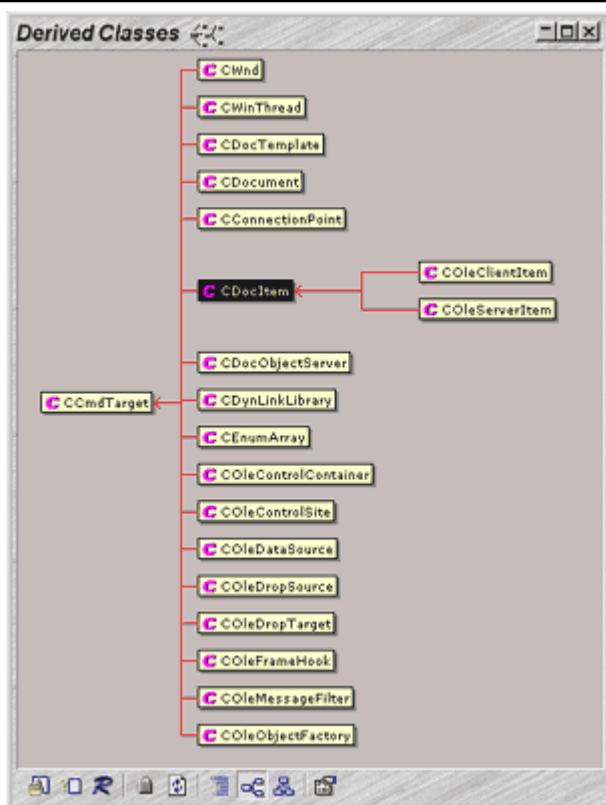 Derived Classes
C CWnd
C CWinThread
C CDocTemplate
C CDocument
C CConnectionPoint
C COleClientItem
C CDocItem
C COleServerItem
C CDocObjectServer
C CCmdTarget
C CDynLinkLibrary
C CEnumArray
C COleControlContainer
C COleControlSite
C COleDataSource
C COleDropSource
C COleDropTarget
C COleFrameHook
C COleMessageFilter
C COleObjectFactory
R